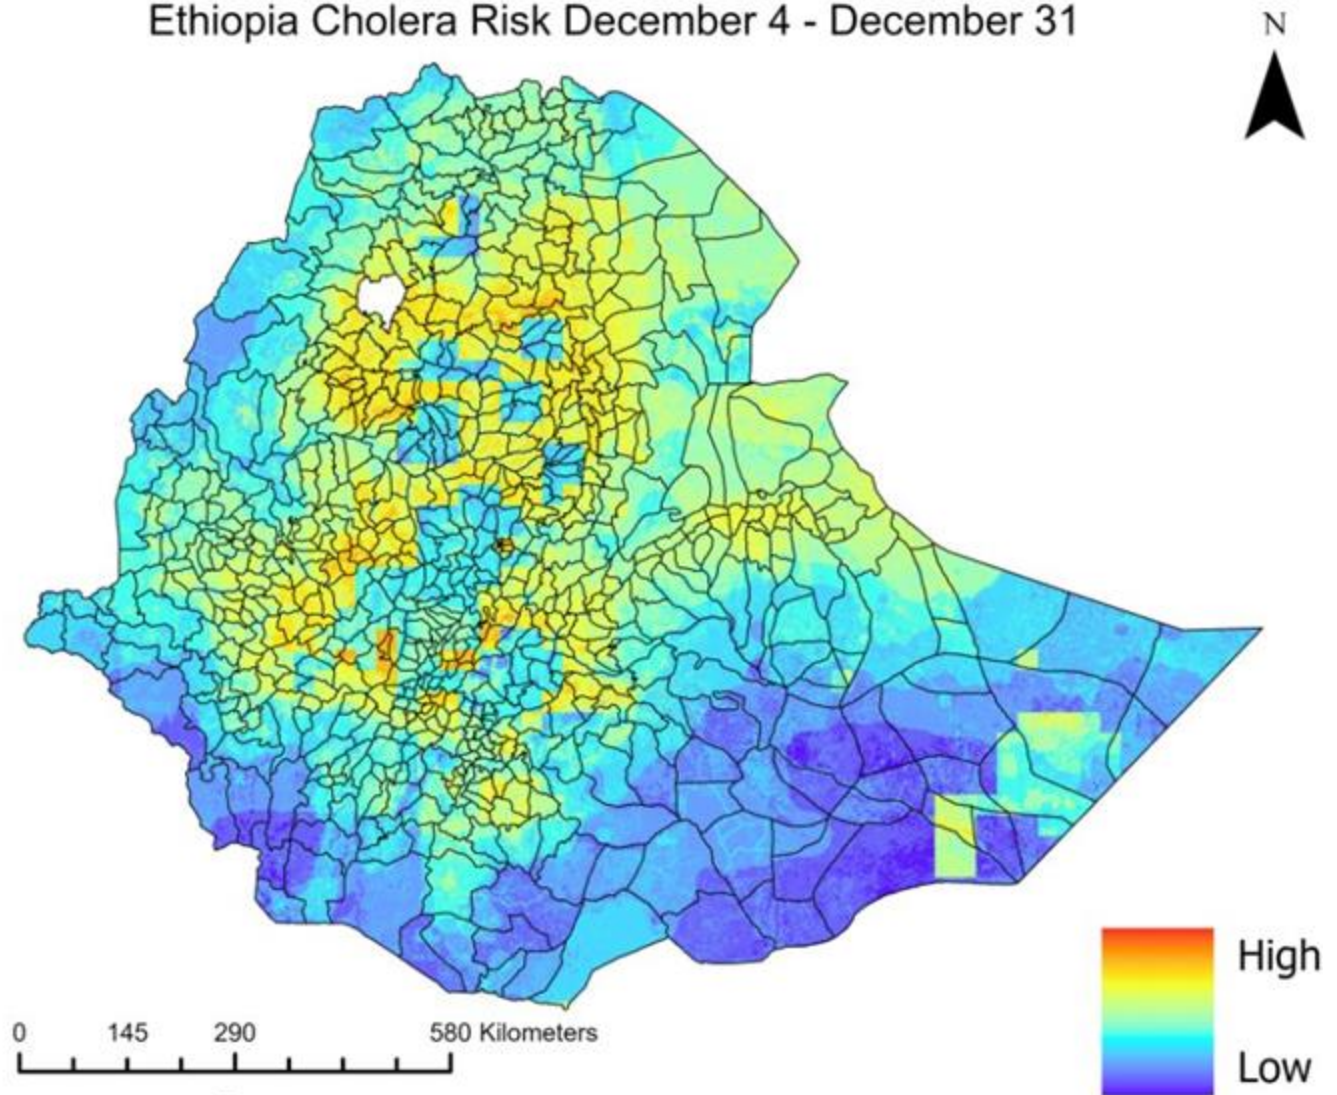 Ethiopia Cholera Risk December 4 - December 31
N
High
Low
0 145 290 580 Kilometers